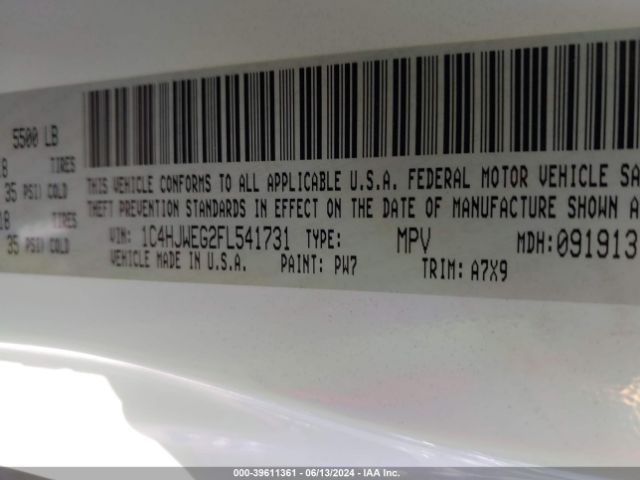 5500 LB
18 TIRES
35 PSI) COLD
18 TIRES
35 PSI) COLD
THIS VEHICLE CONFORMS TO ALL APPLICABLE U.S.A. FEDERAL MOTOR VEHICLE SA
THEFT PREVENTION STANDARDS IN EFFECT ON THE DATE OF MANUFACTURE SHOWN A
VIN: 1C4HJWEG2FL541731 TYPE: MPV MDH:091913
VEHICLE MADE IN U.S.A. PAINT: PW7 TRIM: A7X9
000-39611361 / 06/13/2024 - IAA Inc.